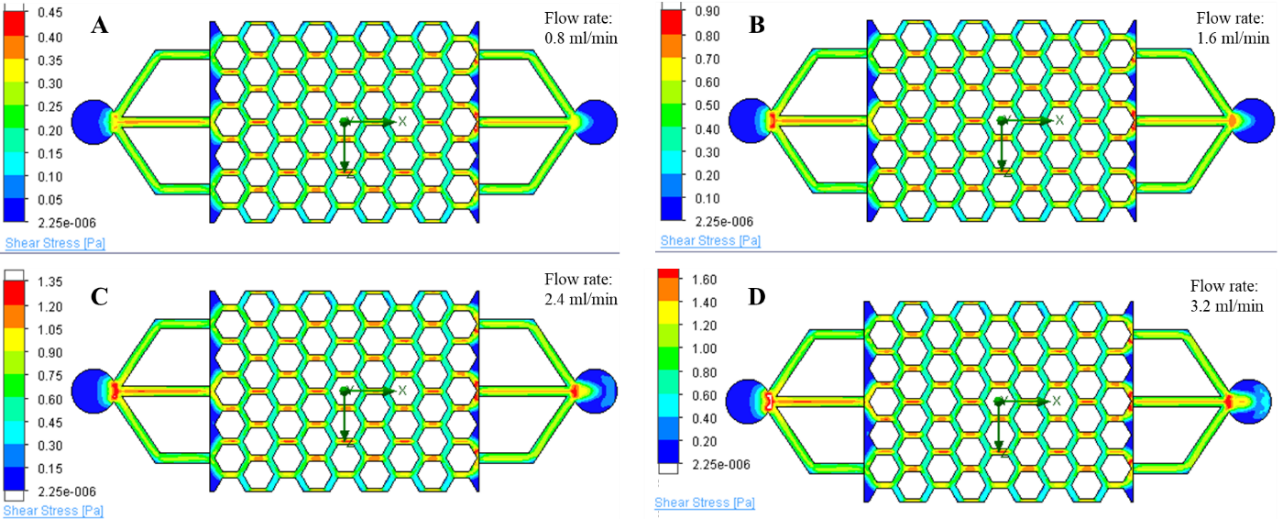 A
Flow rate:
0.8 ml/min
0.45
0.40
0.35
0.30
0.25
0.20
0.15
0.10
0.05
2.25e-006
Shear Stress [Pa]
X
Z
B
Flow rate:
1.6 ml/min
0.90
0.80
0.70
0.60
0.50
0.40
0.30
0.20
0.10
2.25e-006
Shear Stress [Pa]
X
Z
C
Flow rate:
2.4 ml/min
1.35
1.20
1.05
0.90
0.75
0.60
0.45
0.30
0.15
2.25e-006
Shear Stress [Pa]
X
Z
D
Flow rate:
3.2 ml/min
1.60
1.40
1.20
1.00
0.80
0.60
0.40
0.20
2.25e-006
Shear Stress [Pa]
X
Z